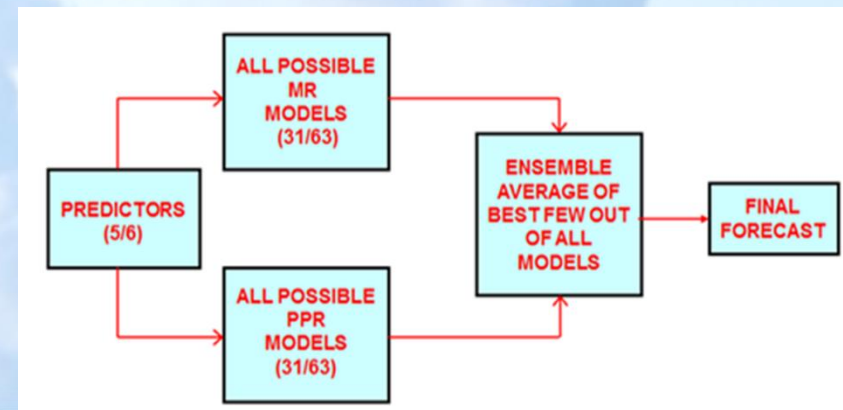 PREDICTORS
(5/6)
ALL POSSIBLE
MR
MODELS
(31/63)
ALL POSSIBLE
PPR
MODELS
(31/63)
ENSEMBLE
AVERAGE OF
BEST FEW OUT
OF ALL
MODELS
FINAL
FORECAST